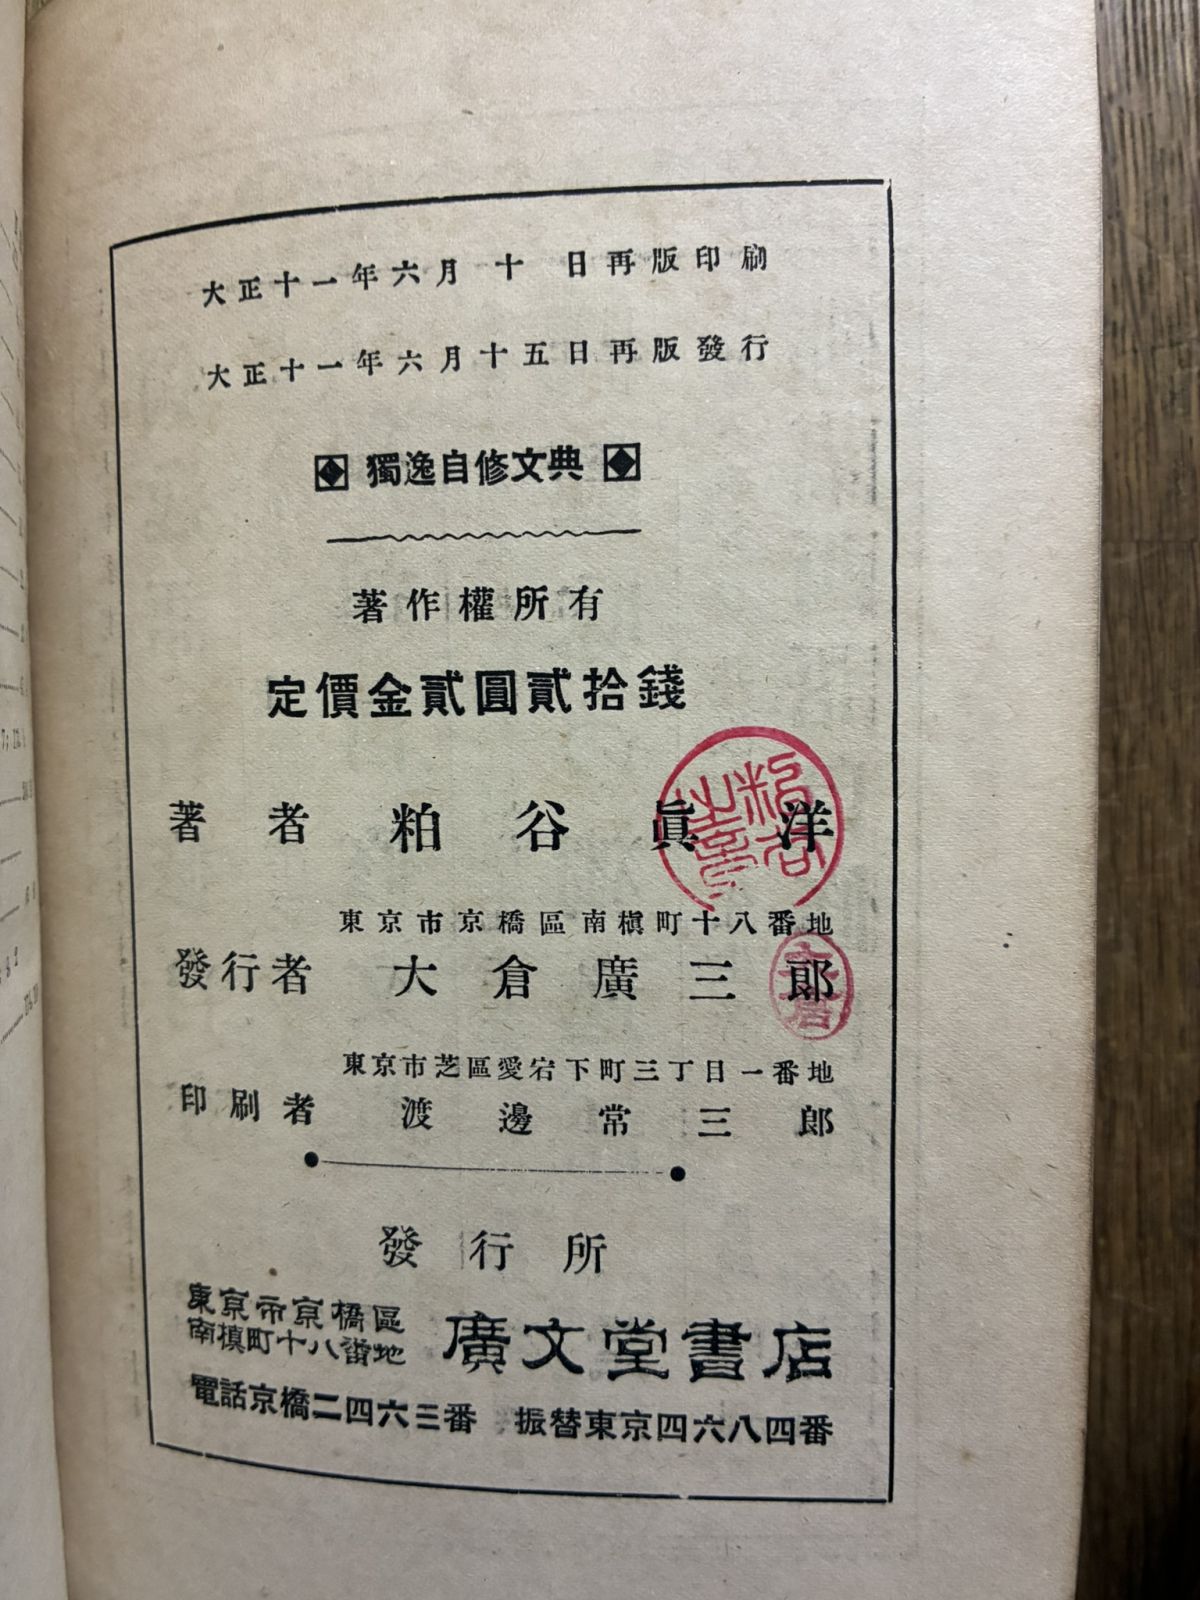 大正十一年六月十日再版印刷
大正十一年六月十五日再版發行
獨逸自修文典
著作權所有
定價金貳圓貳拾錢
著者 粕谷眞洋
東京市京橋區南槇町十八番地
發行者 大倉廣三郎
東京市芝區愛宕下町三丁目一番地
印刷者 渡邊常三郎
發行所
東京市京橋區
南槇町十八番地
廣文堂書店
電話京橋二四六三番 振替東京四六八四番